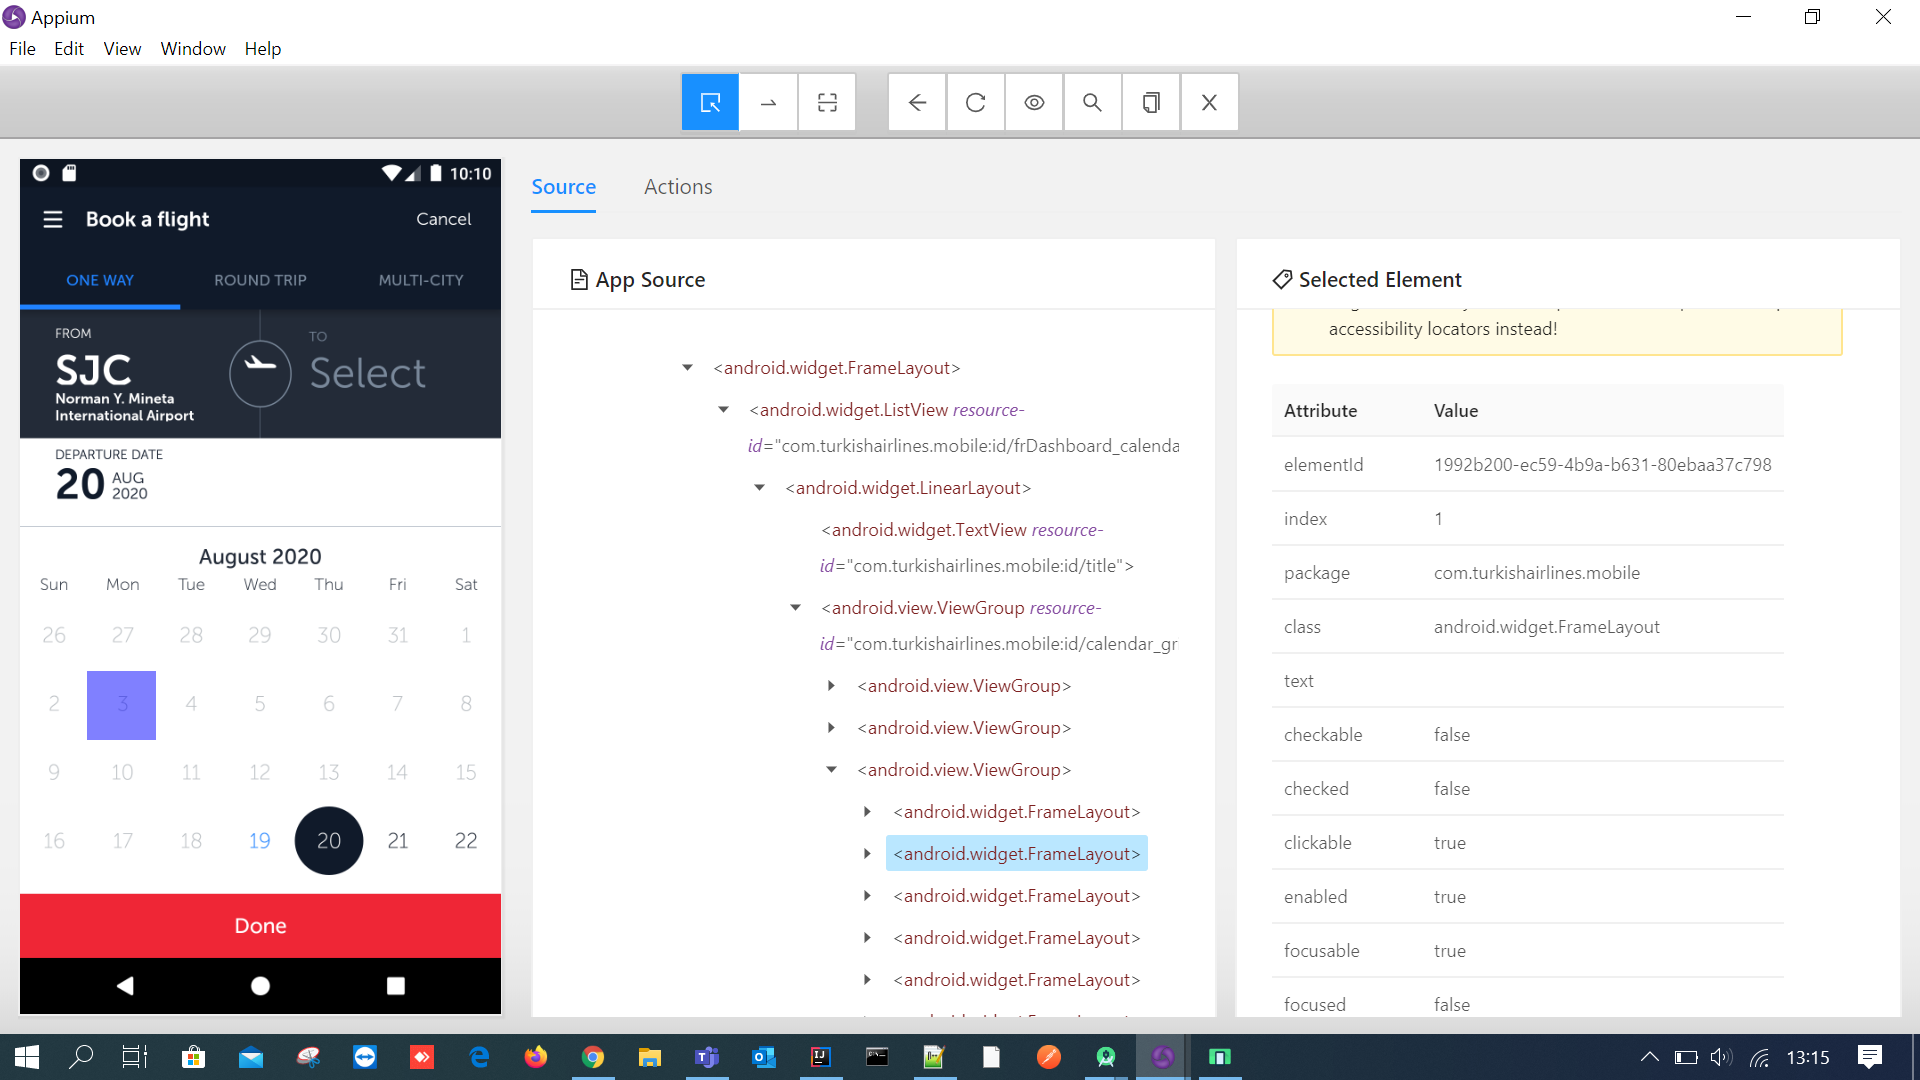 Appium
File Edit View Window Help
10:10
Book a flight
Cancel
ONE WAY
ROUND TRIP
MULTI-CITY
FROM
SJC
Norman Y. Mineta
International Airport
TO
Select
DEPARTURE DATE
20
AUG
2020
August 2020
Sun Mon Tue Wed Thu Fri Sat
26 27 28 29 30 31 1
2 3 4 5 6 7 8
9 10 11 12 13 14 15
16 17 18 19 20 21 22
Done
Source
Actions
App Source
<android.widget.FrameLayout>
<android.widget.ListView resource-
id="com.turkishairlines.mobile:id/frDashboard_calenda
<android.widget.LinearLayout>
<android.widget.TextView resource-
id="com.turkishairlines.mobile:id/title">
<android.view.ViewGroup resource-
id="com.turkishairlines.mobile:id/calendar_gr
<android.view.ViewGroup>
<android.view.ViewGroup>
<android.view.ViewGroup>
<android.widget.FrameLayout>
<android.widget.FrameLayout>
<android.widget.FrameLayout>
<android.widget.FrameLayout>
<android.widget.FrameLayout>
Selected Element
accessibility locators instead!
Attribute Value
elementId 1992b200-ec59-4b9a-b631-80ebaa37c798
index 1
package com.turkishairlines.mobile
class android.widget.FrameLayout
text
checkable false
checked false
clickable true
enabled true
focusable true
focused false
13:15